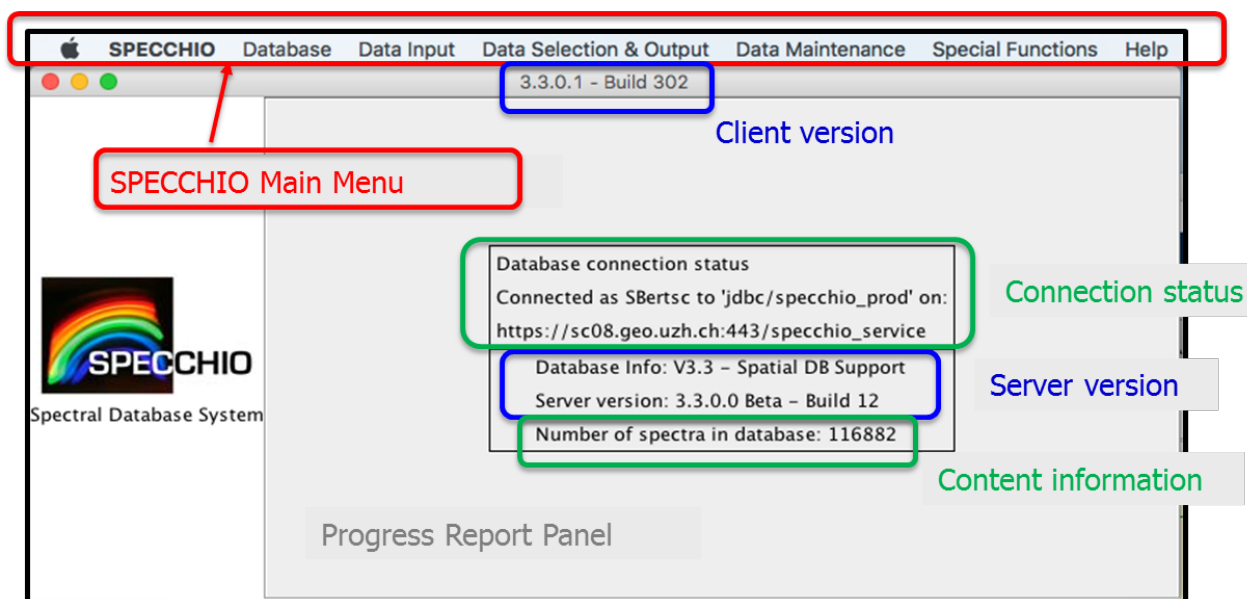 SPECCHIO Database Data Input Data Selection & Output Data Maintenance Special Functions Help
3.3.0.1 - Build 302
Client version
SPECCHIO Main Menu
Database connection status
Connected as SBertsc to 'jdbc/specchio_prod' on:
https://sc08.geo.uzh.ch:443/specchio_service
Connection status
Database Info: V3.3 – Spatial DB Support
Server version: 3.3.0.0 Beta – Build 12
Server version
Number of spectra in database: 116882
Content information
SPECCHIO
Spectral Database System
Progress Report Panel